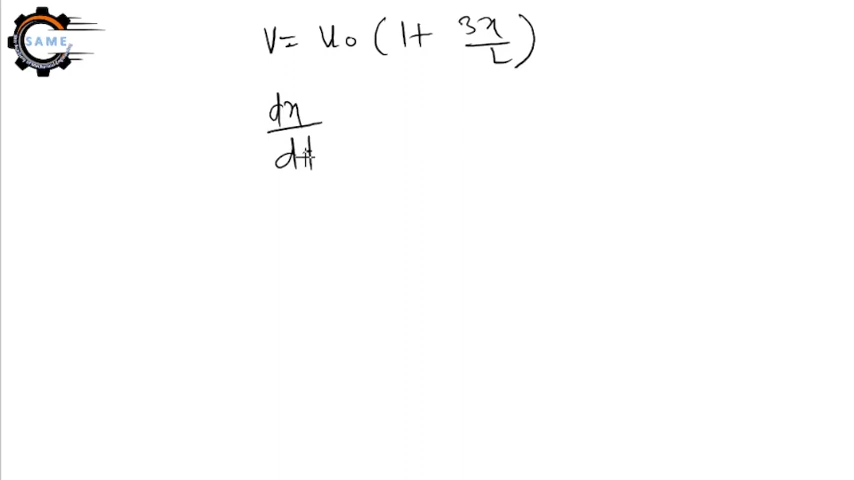 SAME
V = u₀ (1 + 3x/L)
dx/dt